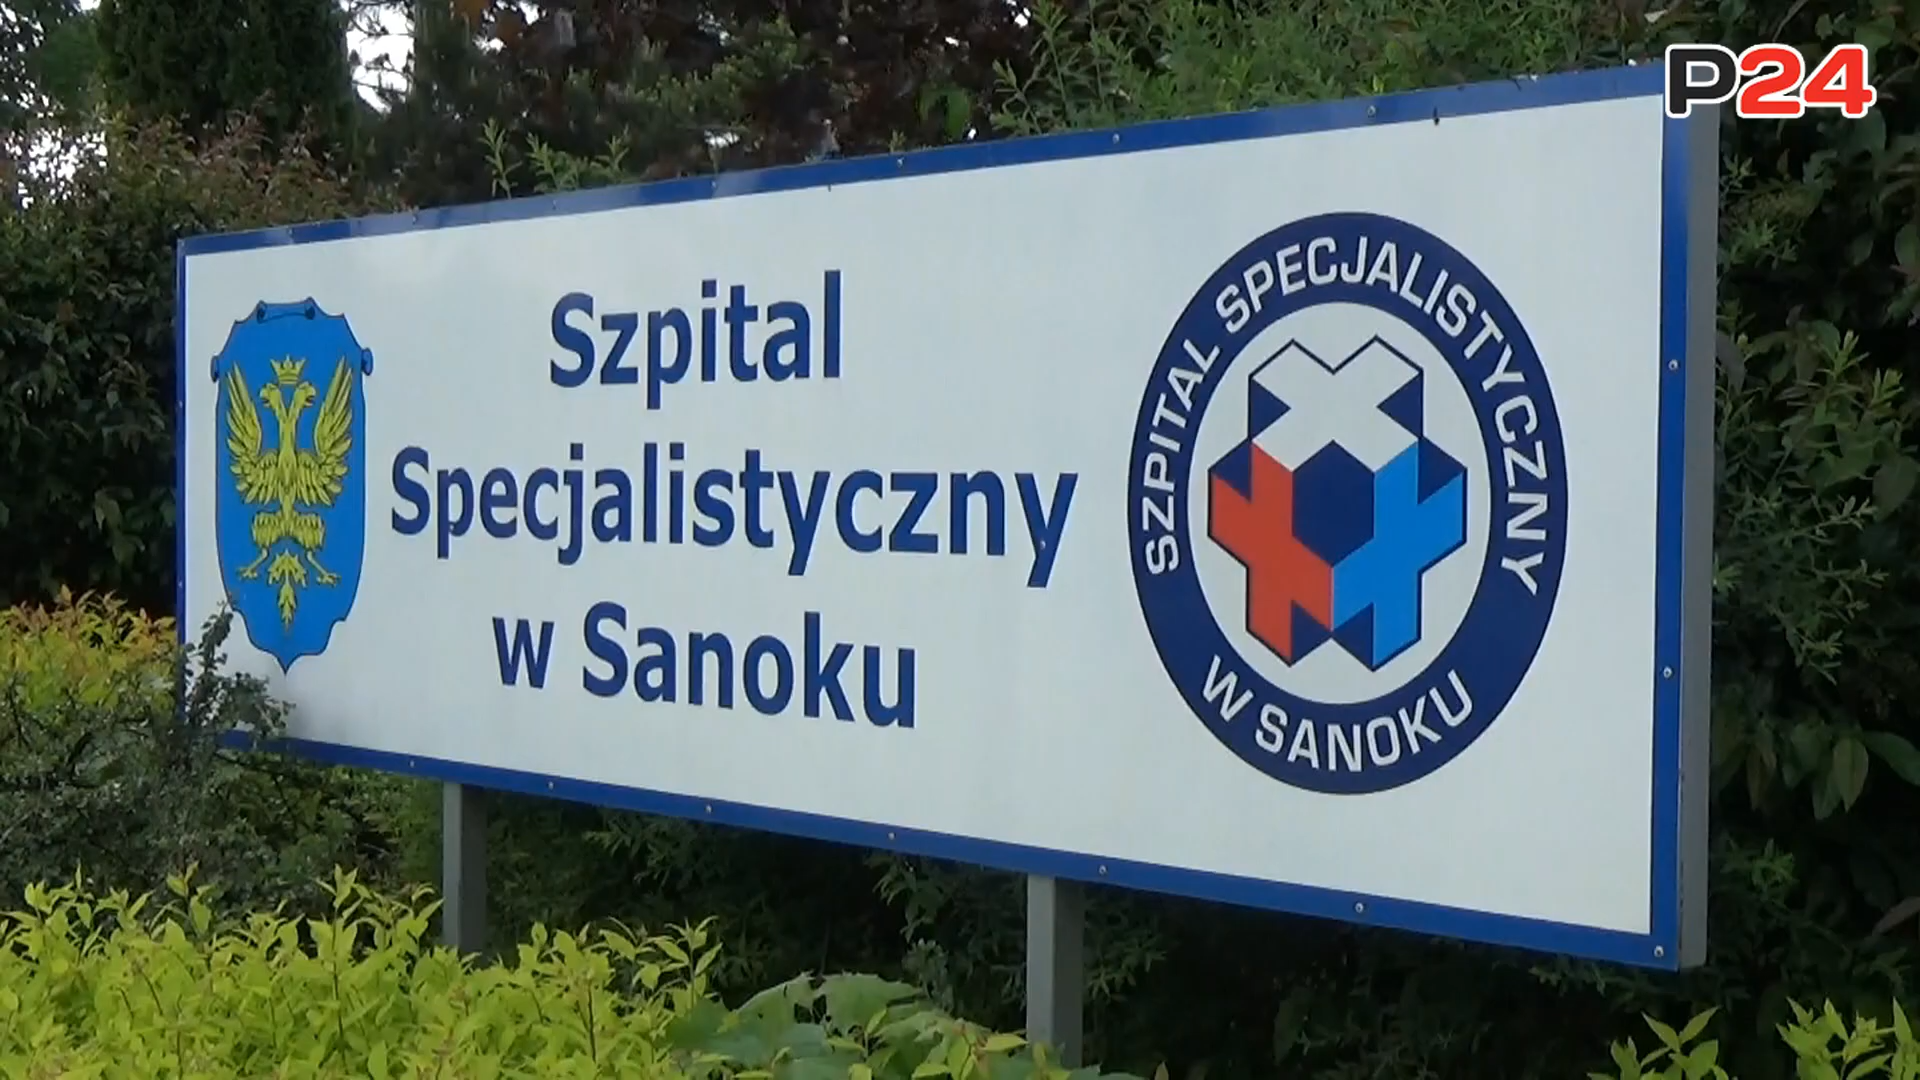 P24
Szpital
Specjalistyczny
w Sanoku
SZPITAL SPECJALISTYCZNY
W SANOKU